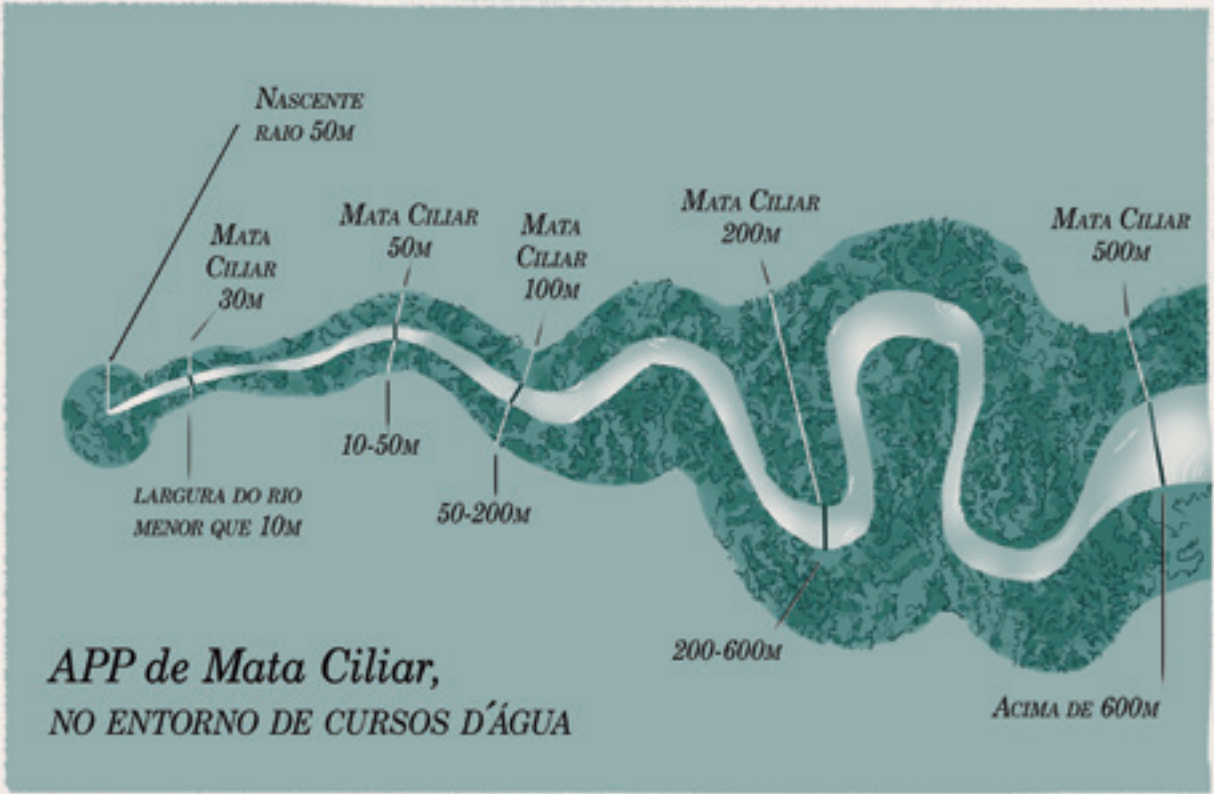 Nascente
raio 50m
Mata
Ciliar
30m
Mata Ciliar
50m
Mata
Ciliar
100m
Mata Ciliar
200m
Mata Ciliar
500m
largura do rio
menor que 10m
10-50m
50-200m
200-600m
Acima de 600m
APP de Mata Ciliar,
NO ENTORNO DE CURSOS D´ÁGUA